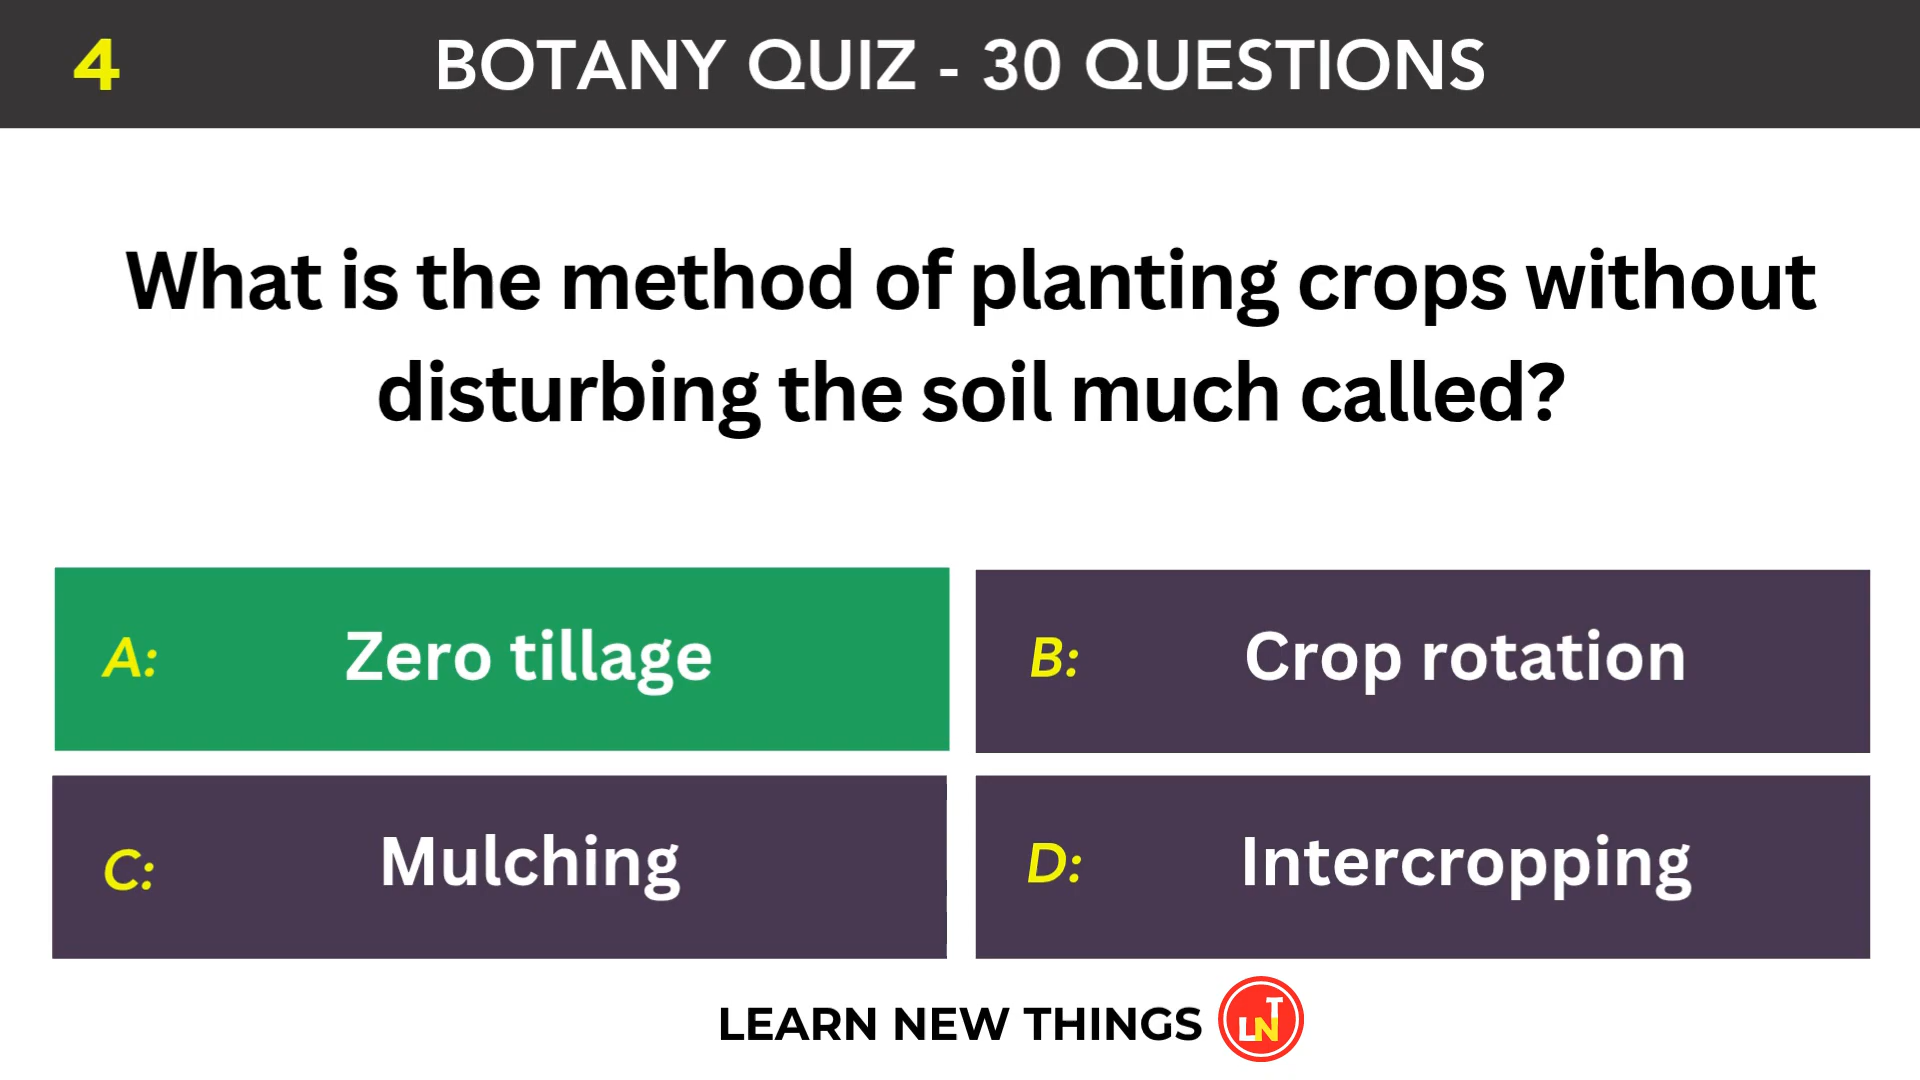 4
BOTANY QUIZ - 30 QUESTIONS
What is the method of planting crops without
disturbing the soil much called?
A: Zero tillage
B: Crop rotation
C: Mulching
D: Intercropping
LEARN NEW THINGS
LNT